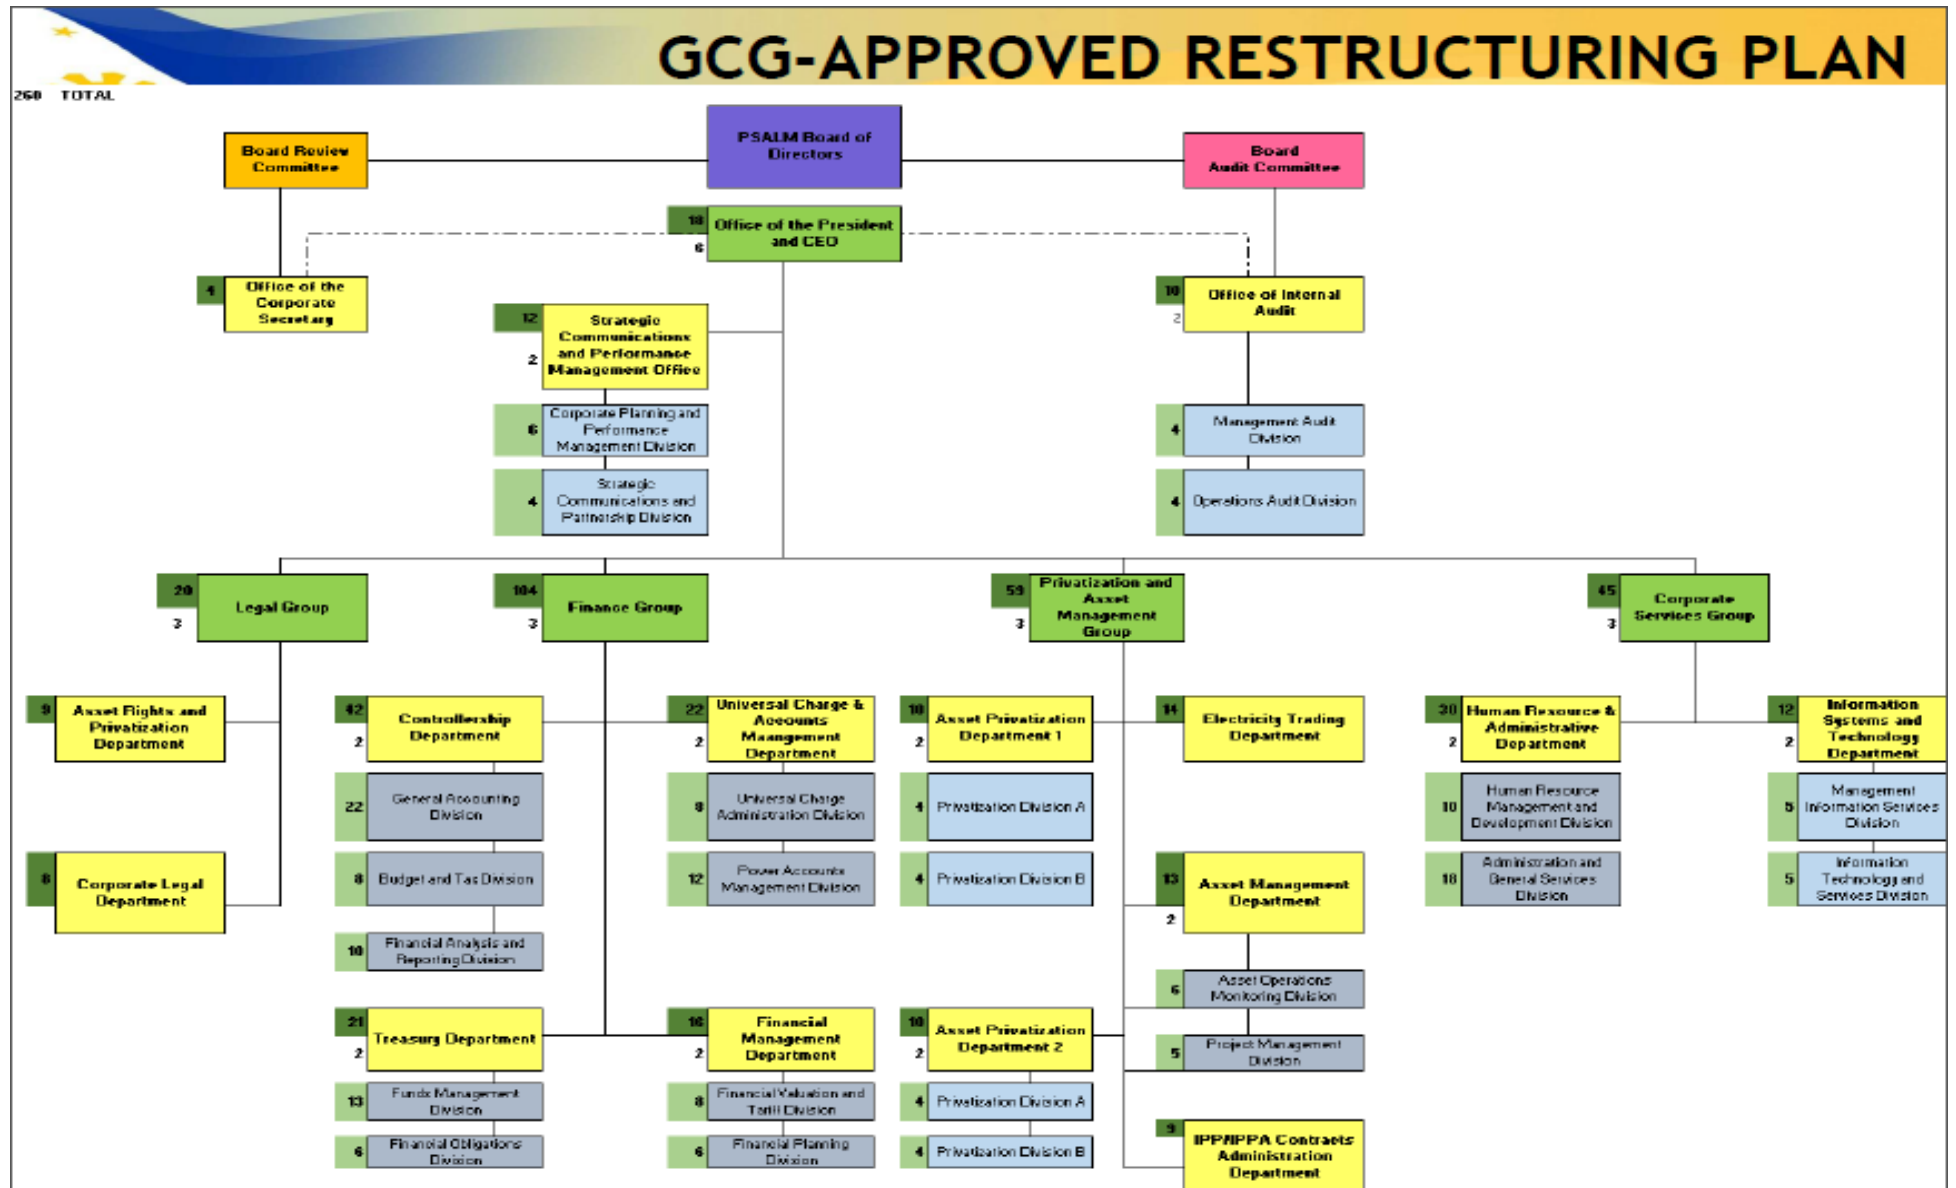 GCG-APPROVED RESTRUCTURING PLAN
260 TOTAL
PSALM Board of
Directors
Board Review
Committee
Board
Audit Committee
18
Office of the President
and CEO
6
4
Office of the
Corporate
Secretary
10
Office of Internal
Audit
2
12
Strategic
Communications
and Performance
Management Office
2
6
Corporate Planning and
Performance
Management Division
4
Strategic
Communications and
Partnership Division
4
Management Audit
Division
4
Operations Audit Division
20
Legal Group
3
104
Finance Group
3
59
Privatization and
Asset
Management
Group
3
45
Corporate
Services Group
3
9
Asset Rights and
Privatization
Department
8
Corporate Legal
Department
42
Controllership
Department
2
22
General Accounting
Division
8
Budget and Tax Division
10
Financial Analysis and
Reporting Division
21
Treasury Department
2
13
Funds Management
Division
6
Financial Obligations
Division
22
Universal Charge &
Accounts
Management
Department
2
8
Universal Charge
Administration Division
12
Power Accounts
Management Division
16
Financial
Management
Department
2
8
Financial Valuation and
Tariff Division
6
Financial Planning
Division
10
Asset Privatization
Department 1
2
4
Privatization Division A
4
Privatization Division B
10
Asset Privatization
Department 2
2
4
Privatization Division A
4
Privatization Division B
14
Electricity Trading
Department
13
Asset Management
Department
2
6
Asset Operations
Monitoring Division
5
Project Management
Division
9
IPP/IPPA Contracts
Administration
Department
30
Human Resource &
Administrative
Department
2
10
Human Resource
Management and
Development Division
18
Administration and
General Services
Division
12
Information
Systems and
Technology
Department
2
5
Management
Information Services
Division
5
Information
Technology and
Services Division